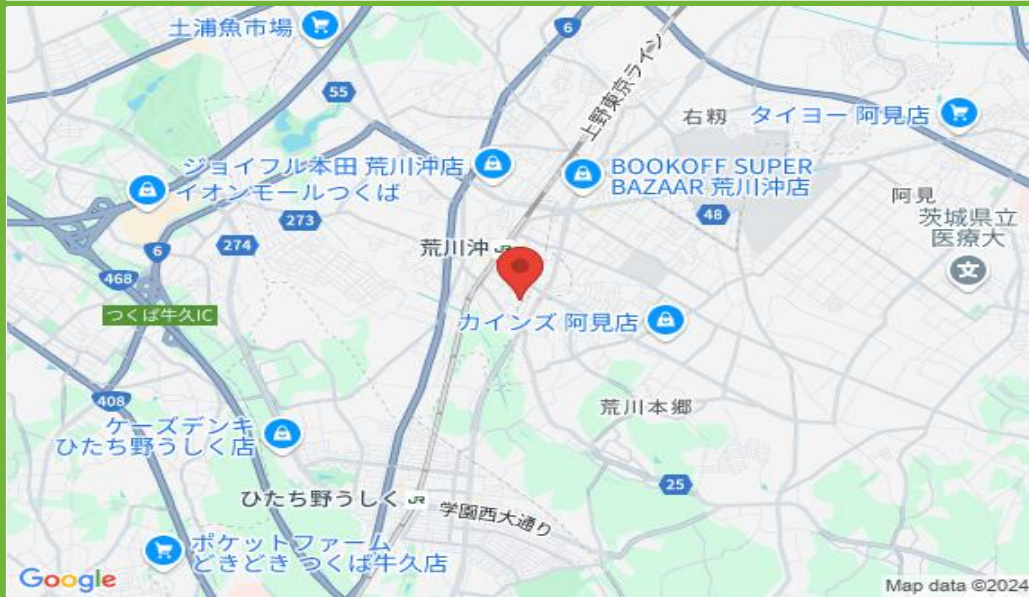 土浦魚市場
6
55
上野東京ライン
右籾
タイヨー 阿見店
ジョイフル本田 荒川沖店
イオンモールつくば
BOOKOFF SUPER
BAZAAR 荒川沖店
阿見
茨城県立
医療大
文
48
273
274
6
荒川沖
JR
468
つくば牛久IC
カインズ 阿見店
408
荒川本郷
ケーズデンキ
ひたち野うしく店
25
ひたち野うしく
JR
学園西大通り
ポケットファーム
どきどき つくば牛久店
Google
Map data ©2024